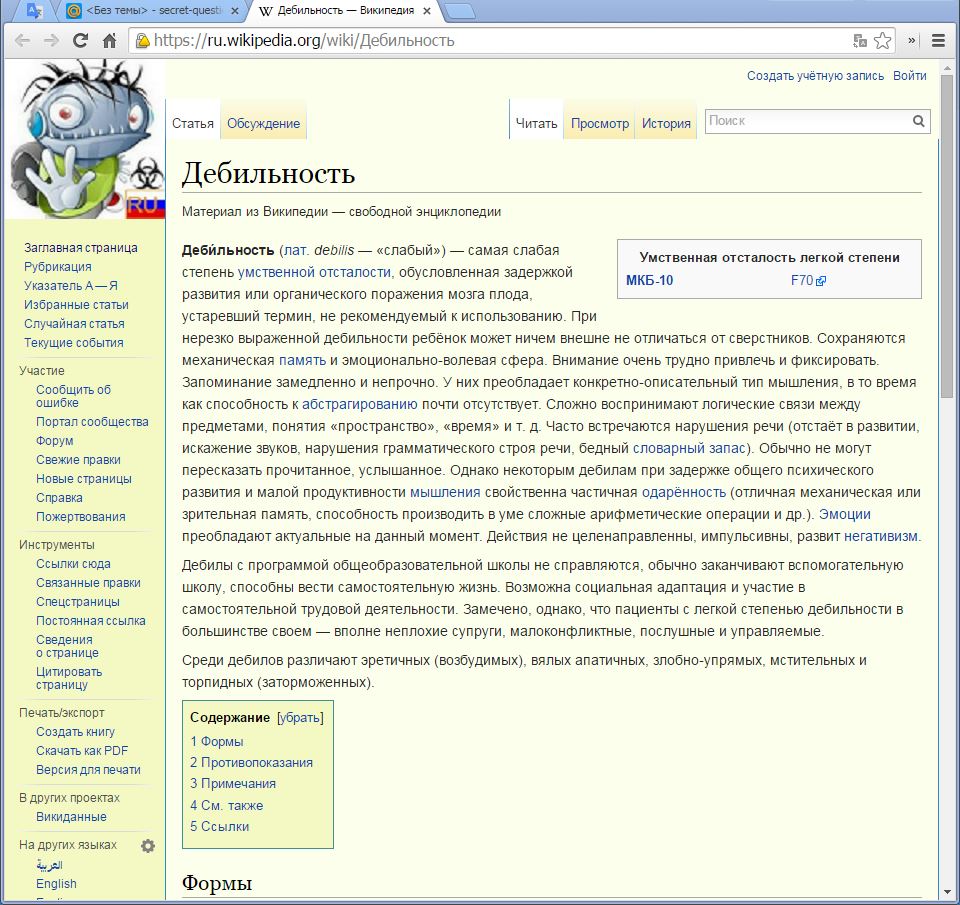 <Без темы> - secret-questi
Дебильность — Википедия
https://ru.wikipedia.org/wiki/Дебильность
»
Создать учётную запись Войти
Статья Обсуждение Читать Просмотр История Поиск
RU
Дебильность
Материал из Википедии — свободной энциклопедии
Заглавная страница
Рубрикация
Указатель А — Я
Избранные статьи
Случайная статья
Текущие события
Участие
Сообщить об
ошибке
Портал сообщества
Форум
Свежие правки
Новые страницы
Справка
Пожертвования
Инструменты
Ссылки сюда
Связанные правки
Спецстраницы
Постоянная ссылка
Сведения
о странице
Цитировать
страницу
Печать/экспорт
Создать книгу
Скачать как PDF
Версия для печати
В других проектах
Викиданные
На других языках
العربية
English
Умственная отсталость легкой степени
МКБ-10 F70
Деби́льность (лат. debilis — «слабый») — самая слабая
степень умственной отсталости, обусловленная задержкой
развития или органического поражения мозга плода,
устаревший термин, не рекомендуемый к использованию. При
нерезко выраженной дебильности ребёнок может ничем внешне не отличаться от сверстников. Сохраняются
механическая память и эмоционально-волевая сфера. Внимание очень трудно привлечь и фиксировать.
Запоминание замедленно и непрочно. У них преобладает конкретно-описательный тип мышления, в то время
как способность к абстрагированию почти отсутствует. Сложно воспринимают логические связи между
предметами, понятия «пространство», «время» и т. д. Часто встречаются нарушения речи (отстаёт в развитии,
искажение звуков, нарушения грамматического строя речи, бедный словарный запас). Обычно не могут
пересказать прочитанное, услышанное. Однако некоторым дебилам при задержке общего психического
развития и малой продуктивности мышления свойственна частичная одарённость (отличная механическая или
зрительная память, способность производить в уме сложные арифметические операции и др.). Эмоции
преобладают актуальные на данный момент. Действия не целенаправленны, импульсивны, развит негативизм.
Дебилы с программой общеобразовательной школы не справляются, обычно заканчивают вспомогательную
школу, способны вести самостоятельную жизнь. Возможна социальная адаптация и участие в
самостоятельной трудовой деятельности. Замечено, однако, что пациенты с легкой степенью дебильности в
большинстве своем — вполне неплохие супруги, малоконфликтные, послушные и управляемые.
Среди дебилов различают эретичных (возбудимых), вялых апатичных, злобно-упрямых, мстительных и
торпидных (заторможенных).
Содержание [убрать]
1 Формы
2 Противопоказания
3 Примечания
4 См. также
5 Ссылки
Формы